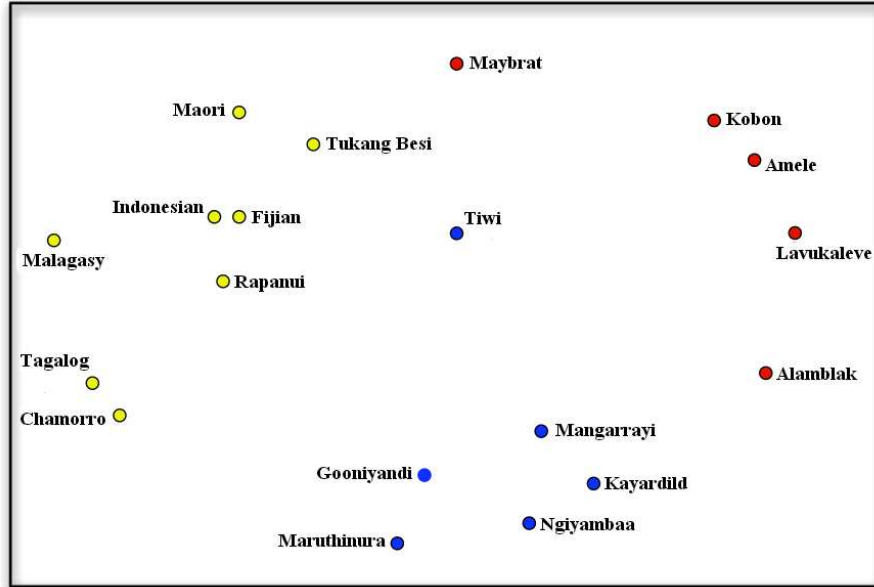 Maybrat
Maori
Kobon
Tukang Besi
Amele
Indonesian
Fijian
Tiwi
Malagasy
Lavukaleve
Rapanui
Tagalog
Alamblak
Chamorro
Mangarrayi
Gooniyandi
Kayardild
Ngiyambaa
Maruthinura